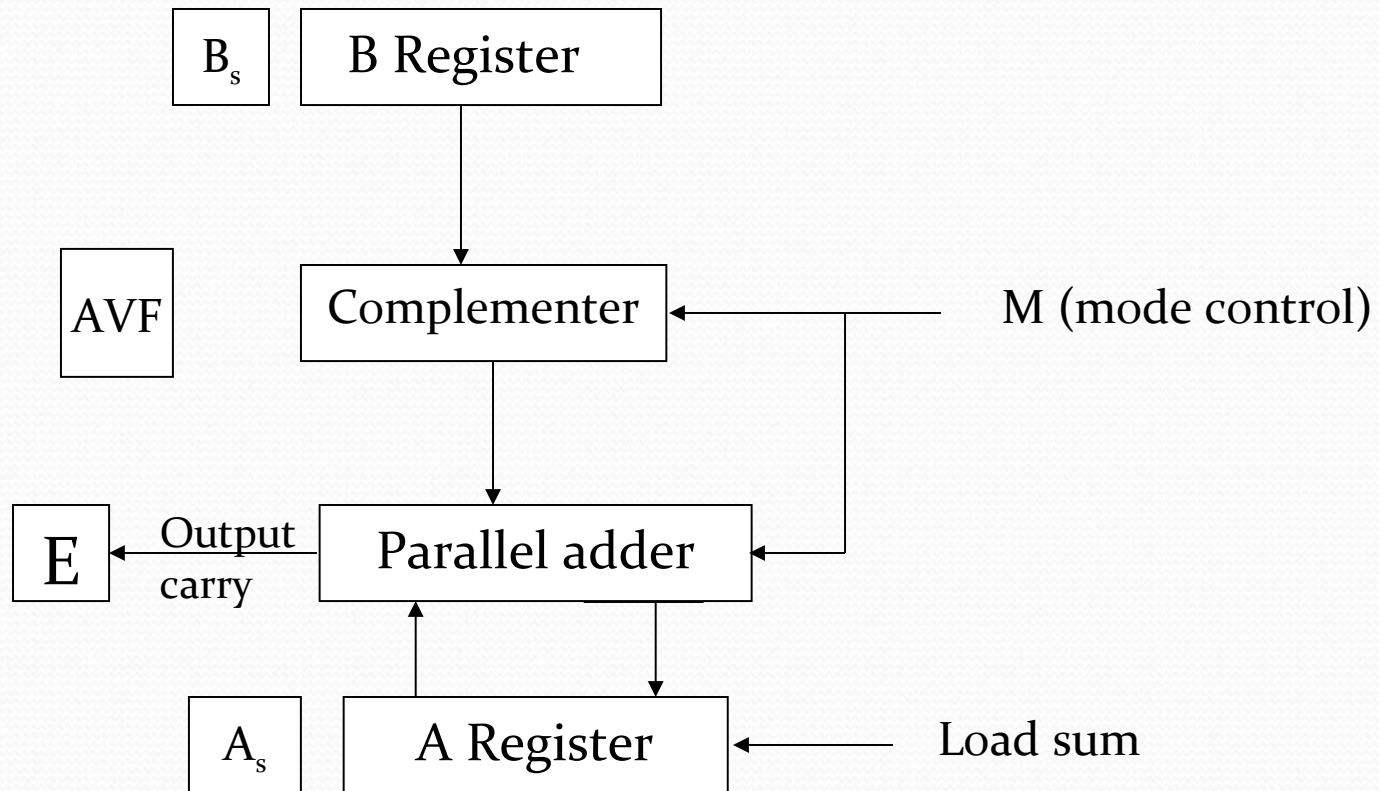 Bs
B Register
AVF
Complementer
M (mode control)
E
Output
carry
Parallel adder
As
A Register
Load sum